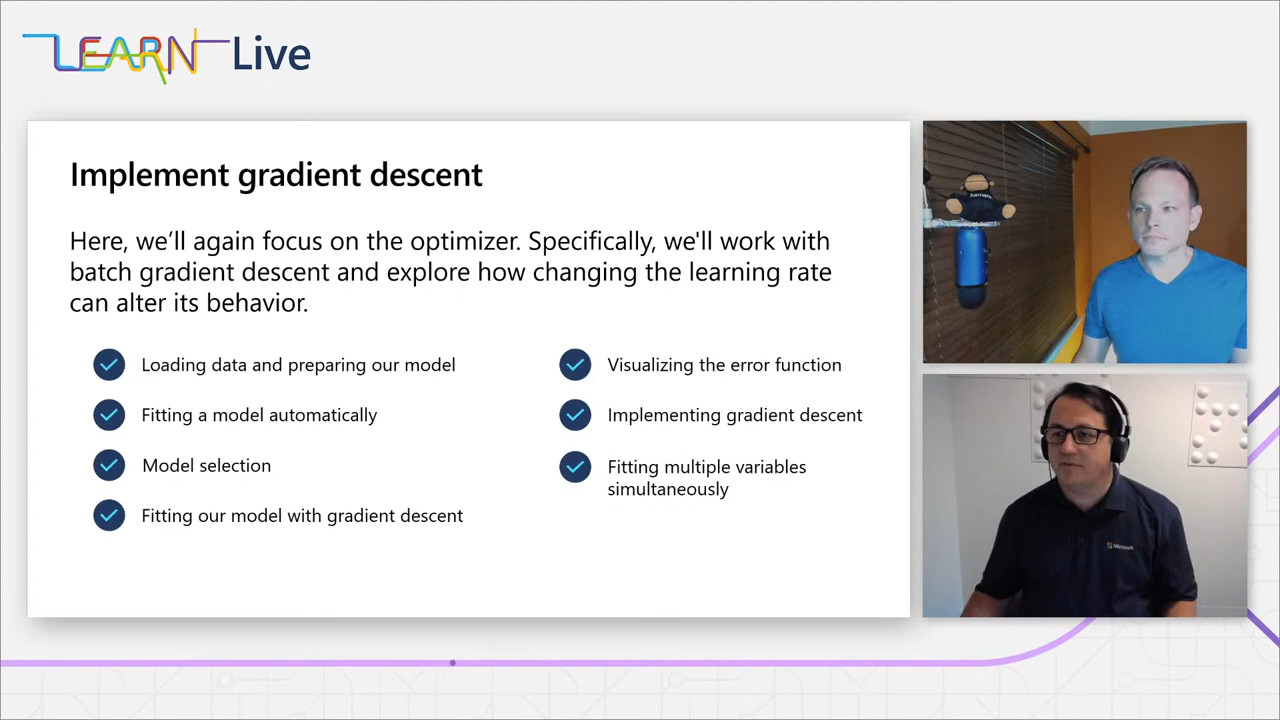 LEARN Live
Implement gradient descent
Here, we’ll again focus on the optimizer. Specifically, we'll work with
batch gradient descent and explore how changing the learning rate
can alter its behavior.
Loading data and preparing our model
Fitting a model automatically
Model selection
Fitting our model with gradient descent
Visualizing the error function
Implementing gradient descent
Fitting multiple variables
simultaneously
Microsoft